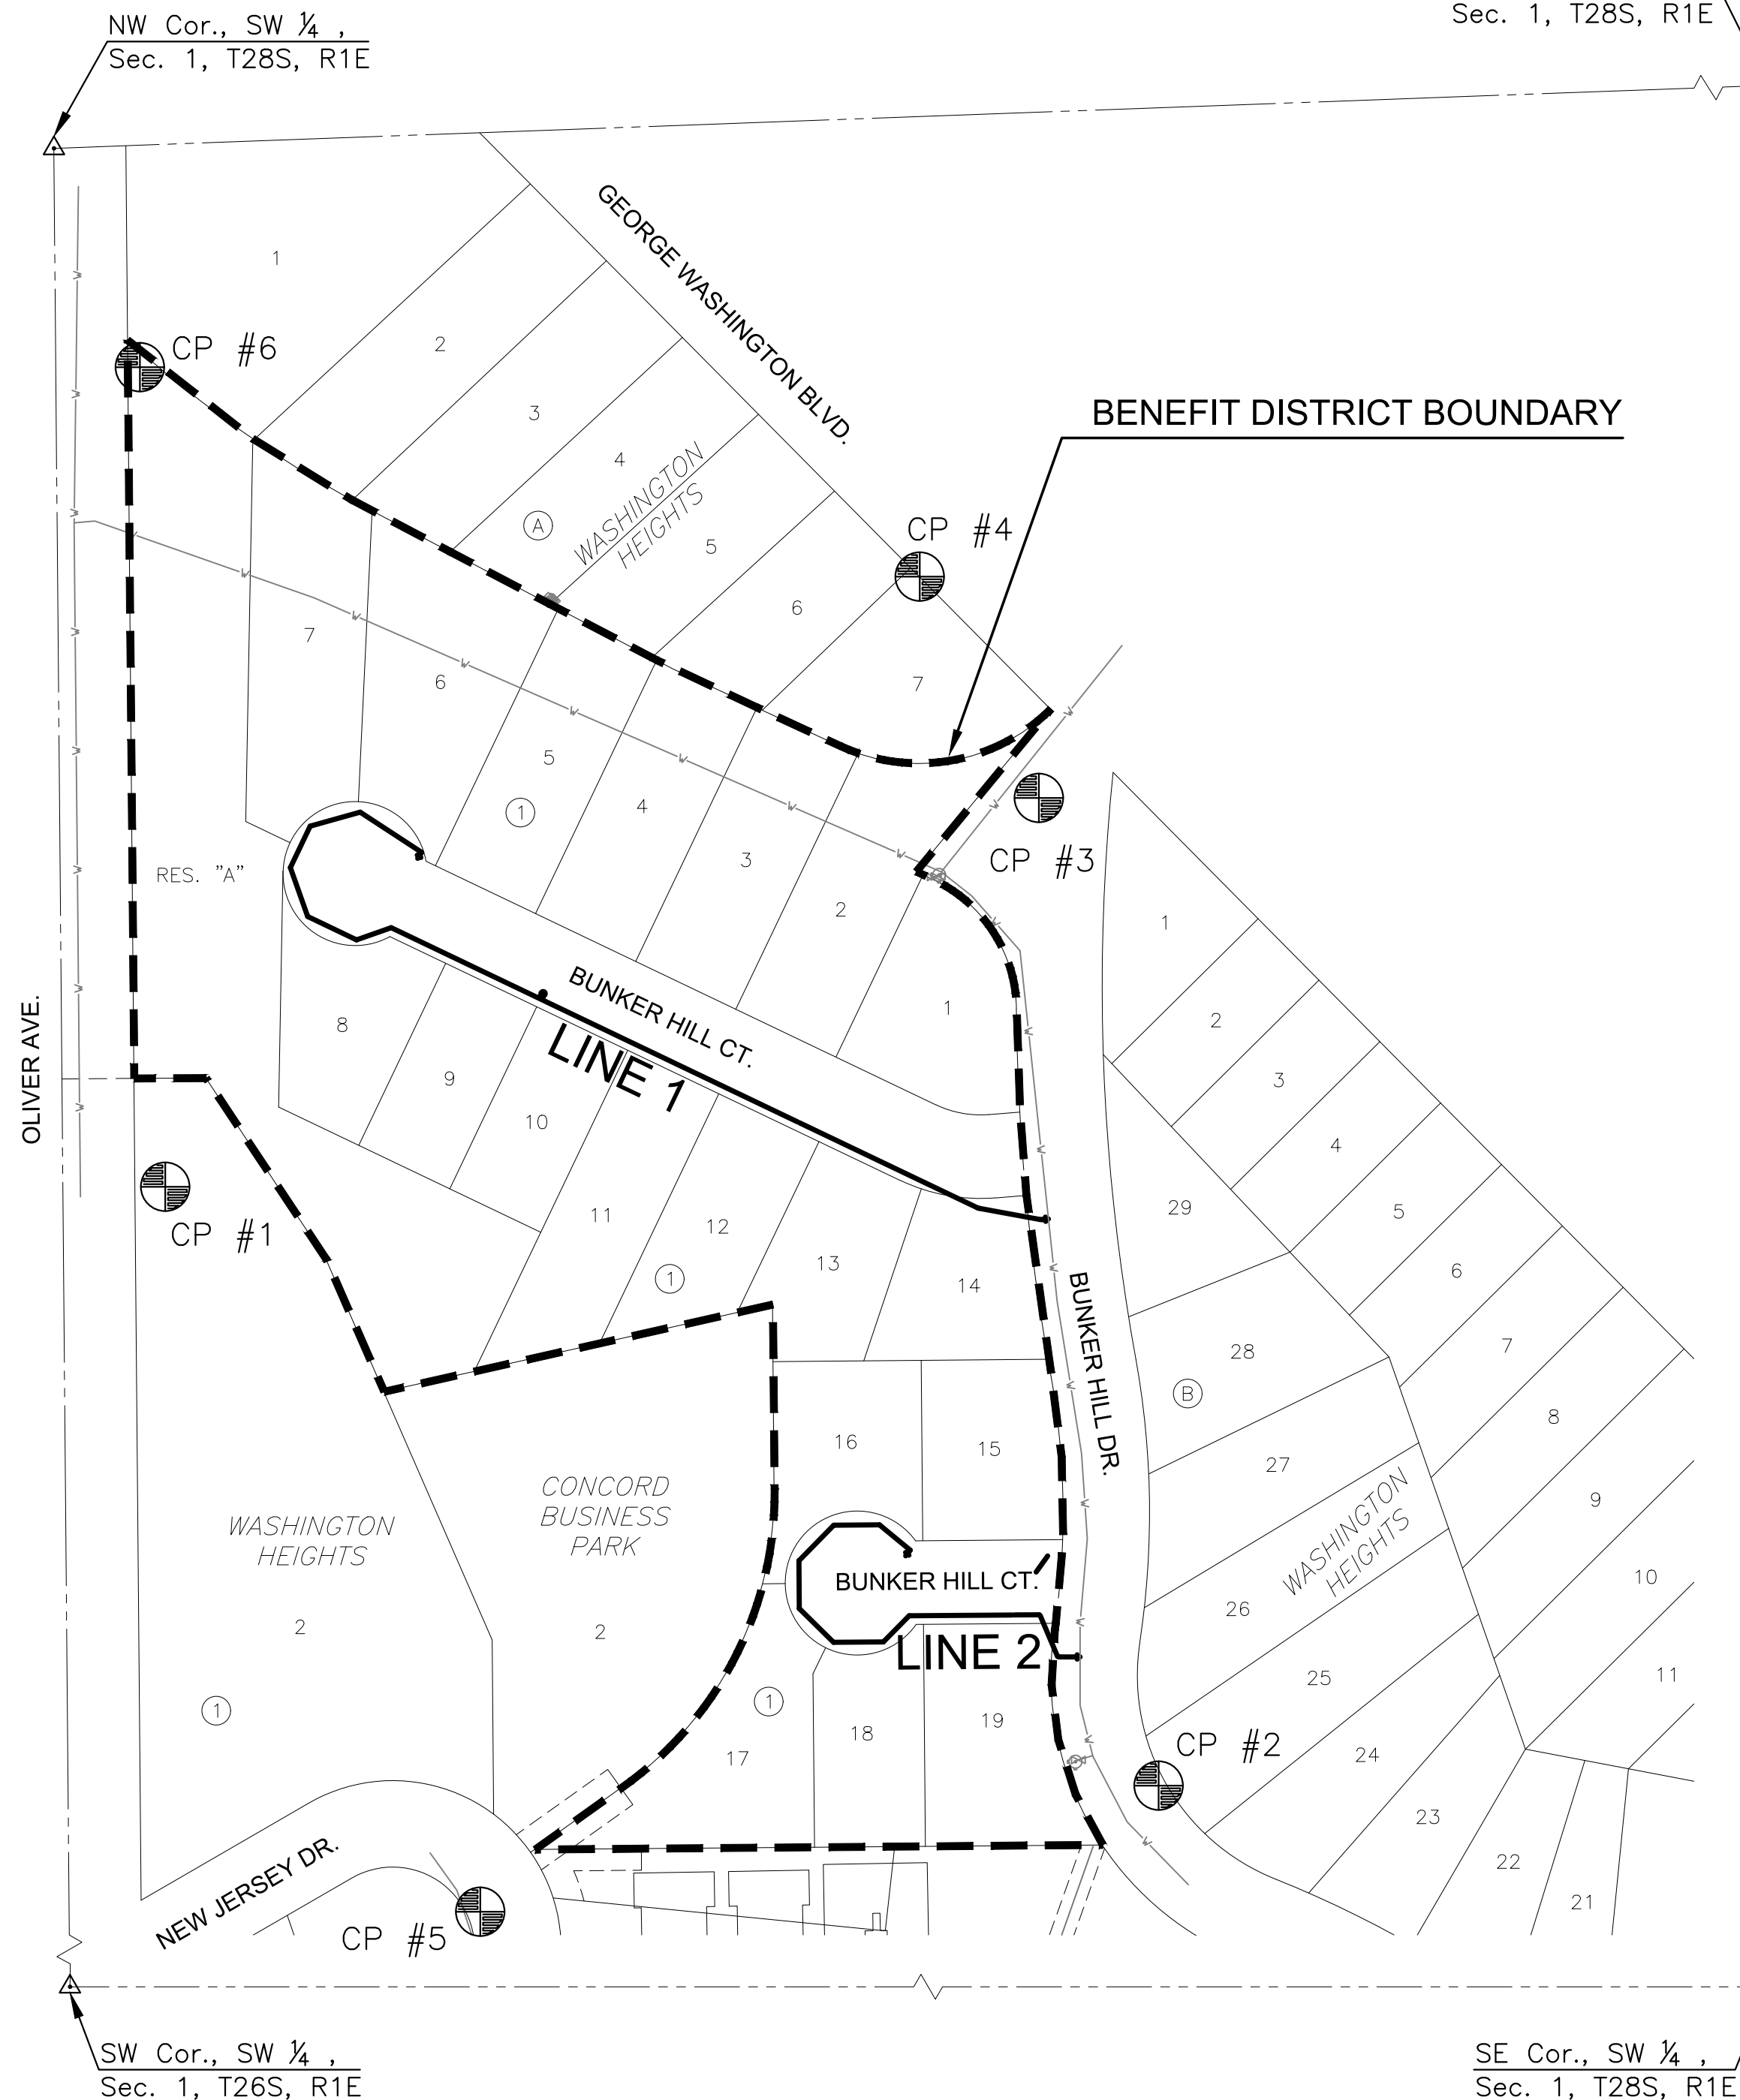 NW Cor., SW ¼ ,
Sec. 1, T28S, R1E
Sec. 1, T28S, R1E
GEORGE WASHINGTON BLVD.
1
2
3
4
5
6
7
CP #6
BENEFIT DISTRICT BOUNDARY
A
WASHINGTON
HEIGHTS
CP #4
CP #3
7
6
5
4
3
2
1
1
RES. "A"
OLIVER AVE.
BUNKER HILL CT.
LINE 1
8
9
10
11
12
13
14
1
CP #1
BUNKER HILL DR.
1
2
3
4
5
6
7
8
9
10
11
29
28
B
27
26
25
24
23
22
21
WASHINGTON
HEIGHTS
16
15
CONCORD
BUSINESS
PARK
2
WASHINGTON
HEIGHTS
2
1
BUNKER HILL CT.
LINE 2
1
17
18
19
CP #2
NEW JERSEY DR.
CP #5
SW Cor., SW ¼ ,
Sec. 1, T26S, R1E
SE Cor., SW ¼ ,
Sec. 1, T28S, R1E